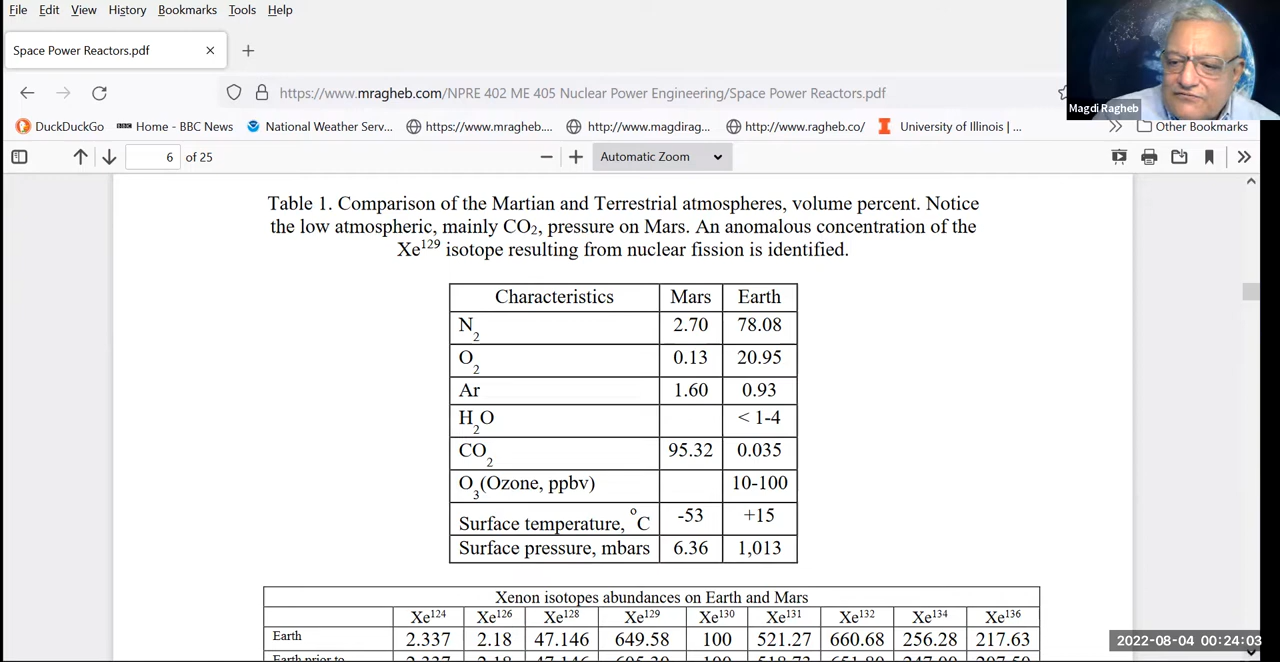 File Edit View History Bookmarks Tools Help
Space Power Reactors.pdf
https://www.mragheb.com/NPRE 402 ME 405 Nuclear Power Engineering/Space Power Reactors.pdf
Magdi Ragheb
DuckDuckGo BBC Home - BBC News National Weather Serv... https://www.mragheb.... http://www.magdirag... http://www.ragheb.co/ University of Illinois |... Other Bookmarks
6 of 25 Automatic Zoom
Table 1. Comparison of the Martian and Terrestrial atmospheres, volume percent. Notice
the low atmospheric, mainly CO₂, pressure on Mars. An anomalous concentration of the
Xe¹²⁹ isotope resulting from nuclear fission is identified.
Characteristics Mars Earth
N₂ 2.70 78.08
O₂ 0.13 20.95
Ar 1.60 0.93
H₂O < 1-4
CO₂ 95.32 0.035
O₃(Ozone, ppbv) 10-100
Surface temperature, °C -53 +15
Surface pressure, mbars 6.36 1,013
Xenon isotopes abundances on Earth and Mars
Xe¹²⁴ Xe¹²⁶ Xe¹²⁸ Xe¹²⁹ Xe¹³⁰ Xe¹³¹ Xe¹³² Xe¹³⁴ Xe¹³⁶
Earth 2.337 2.18 47.146 649.58 100 521.27 660.68 256.28 217.63
Earth prior to
2022-08-04 00:24:03